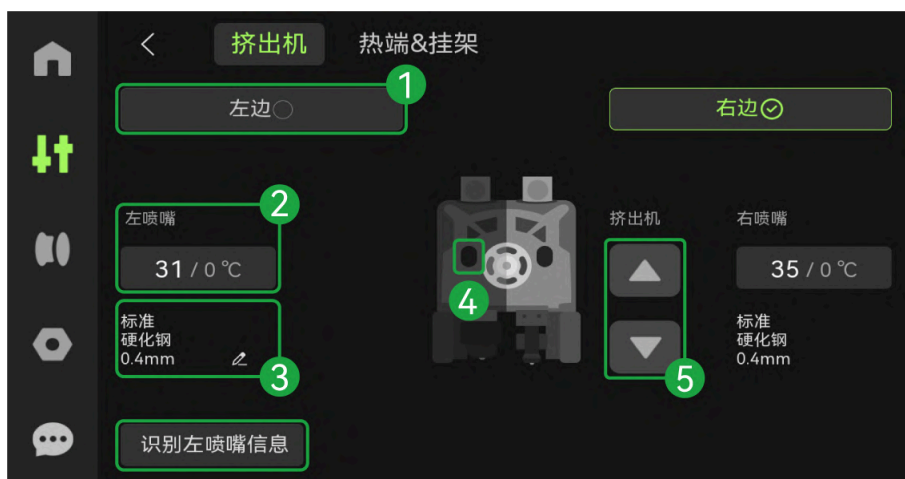 挤出机
热端&挂架
1
左边
右边
2
左喷嘴
31 / 0 ℃
标准
硬化钢
0.4mm
3
4
挤出机
5
右喷嘴
35 / 0 ℃
标准
硬化钢
0.4mm
识别左喷嘴信息